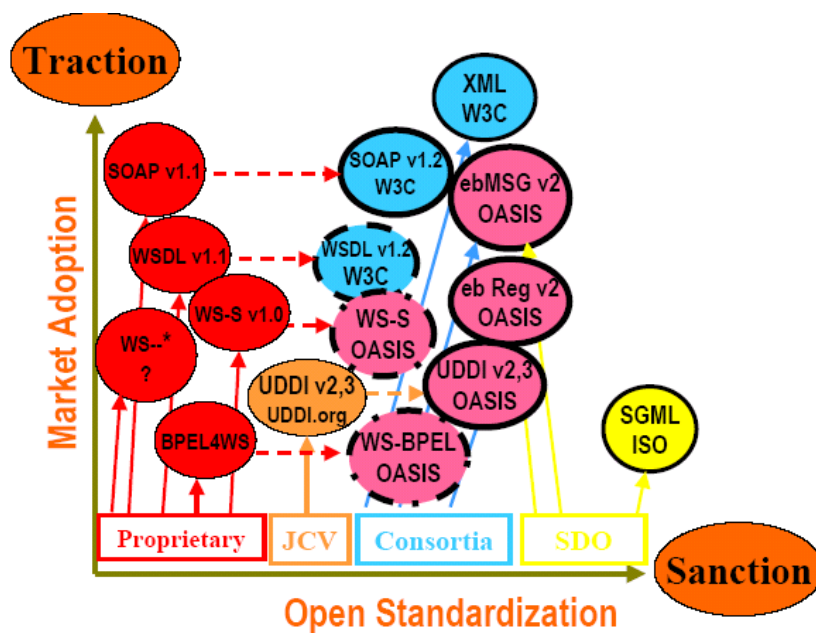 Traction
XML
W3C
SOAP v1.1
SOAP v1.2
W3C
ebMSG v2
OASIS
WSDL v1.1
WSDL v1.2
W3C
WS-S v1.0
eb Reg v2
OASIS
WS--*
?
WS-S
OASIS
UDDI v2,3
UDDI.org
UDDI v2,3
OASIS
SGML
ISO
BPEL4WS
WS-BPEL
OASIS
Market Adoption
Proprietary
JCV
Consortia
SDO
Sanction
Open Standardization